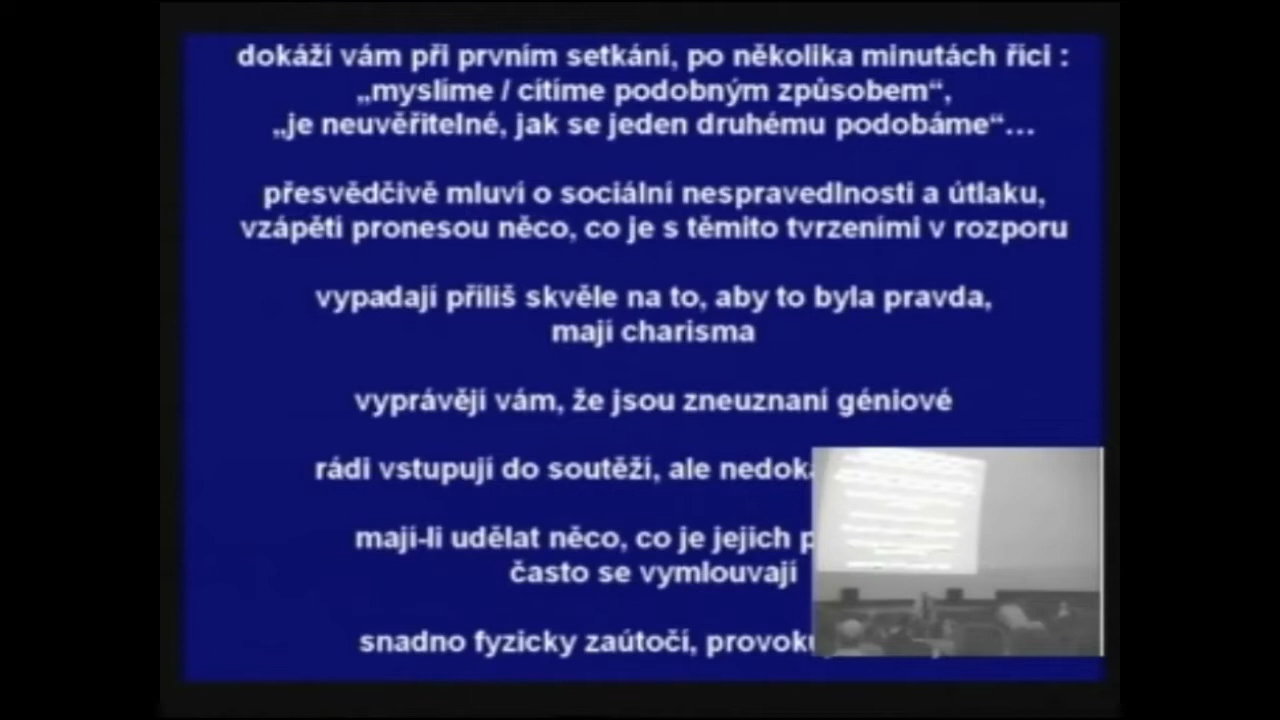 dokáží vám při prvním setkání, po několika minutách říci :
„myslíme / cítíme podobným způsobem“,
„je neuvěřitelné, jak se jeden druhému podobáme“…
přesvědčivě mluví o sociální nespravedlnosti a útlaku,
vzápětí pronesou něco, co je s těmito tvrzeními v rozporu
vypadají příliš skvěle na to, aby to byla pravda,
mají charisma
vyprávějí vám, že jsou zneuznaní géniové
rádi vstupují do soutěží, ale
mají-li udělat něco, co je jejich
často se vymlouvají
snadno fyzicky zaútočí,